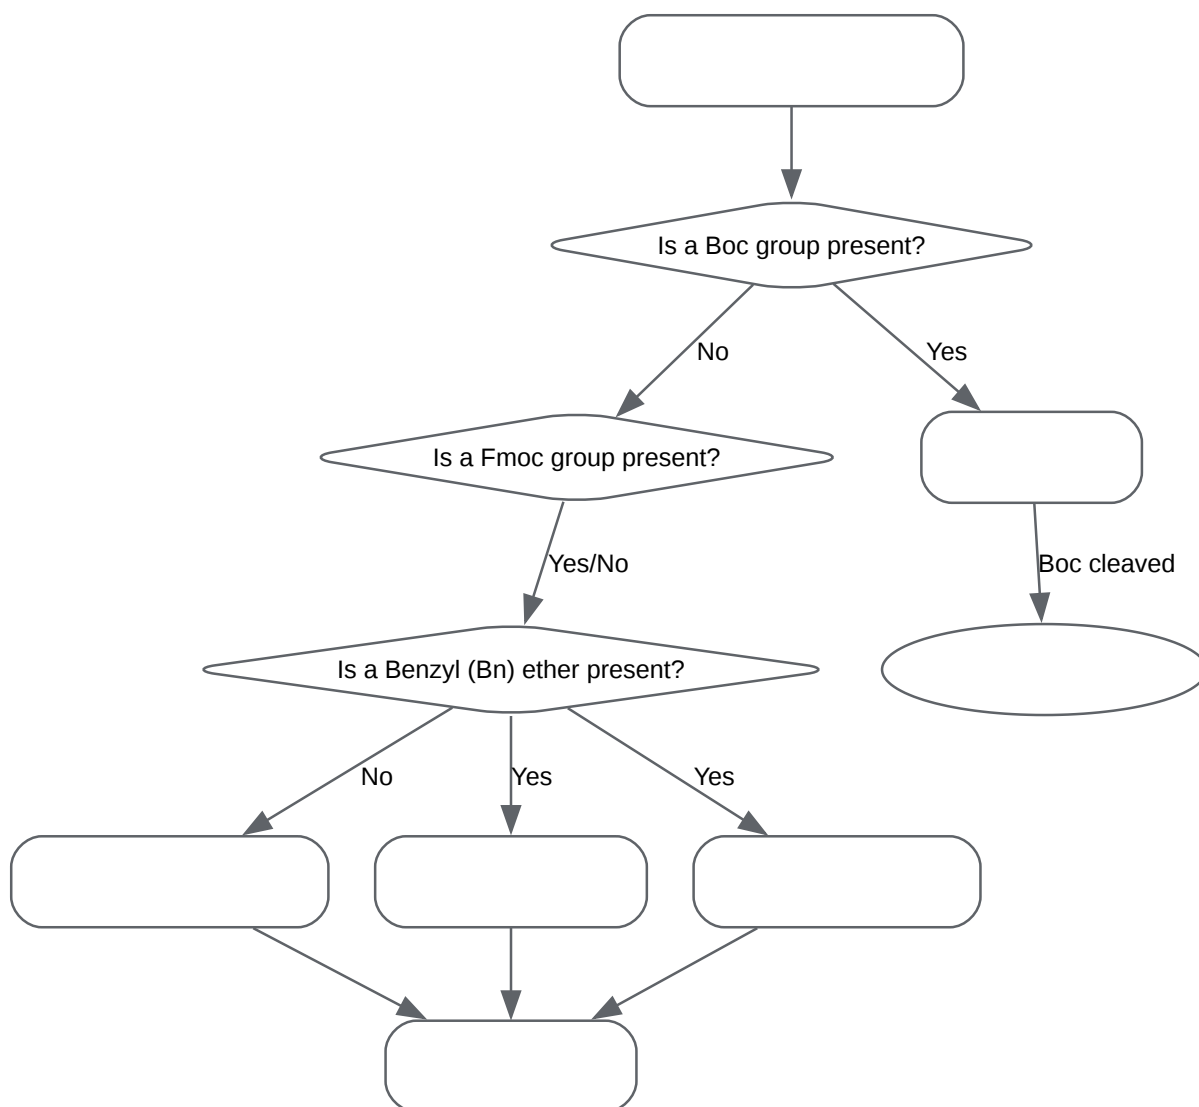 Is a Boc group present?
No
Yes
Is a Fmoc group present?
Yes/No
Boc cleaved
Is a Benzyl (Bn) ether present?
No
Yes
Yes